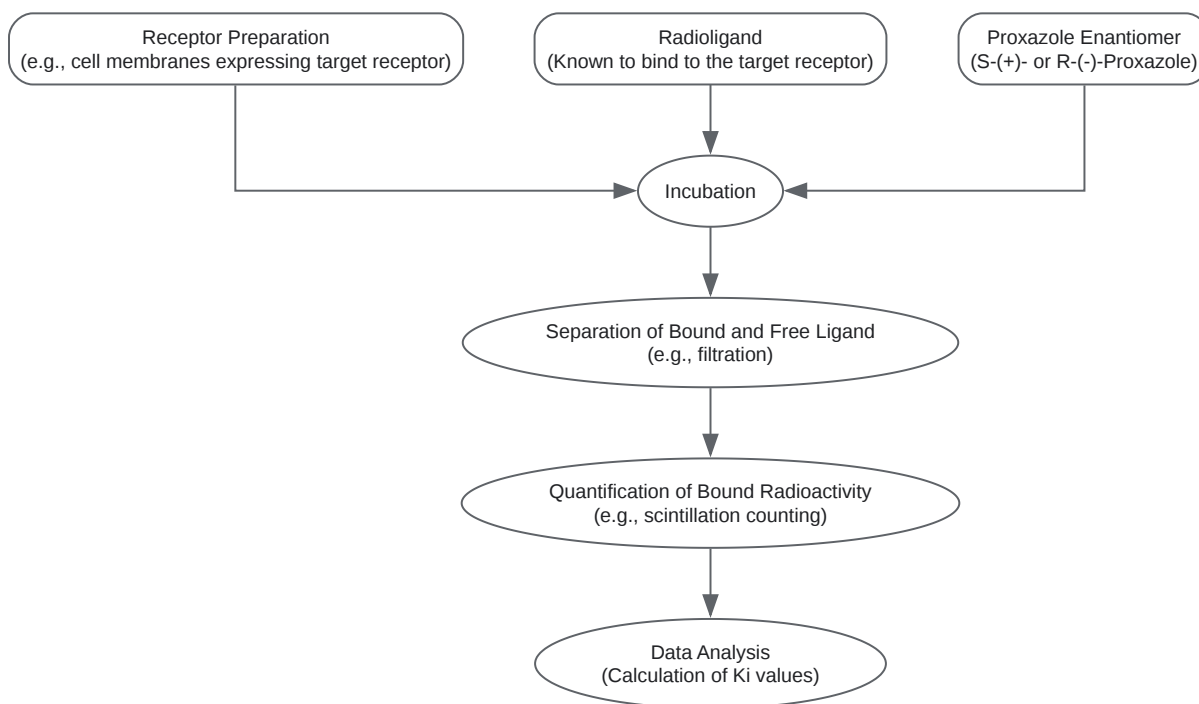 Receptor Preparation
(e.g., cell membranes expressing target receptor)
Radioligand
(Known to bind to the target receptor)
Proxazole Enantiomer
(S-(+)- or R-(-)-Proxazole)
Incubation
Separation of Bound and Free Ligand
(e.g., filtration)
Quantification of Bound Radioactivity
(e.g., scintillation counting)
Data Analysis
(Calculation of Ki values)